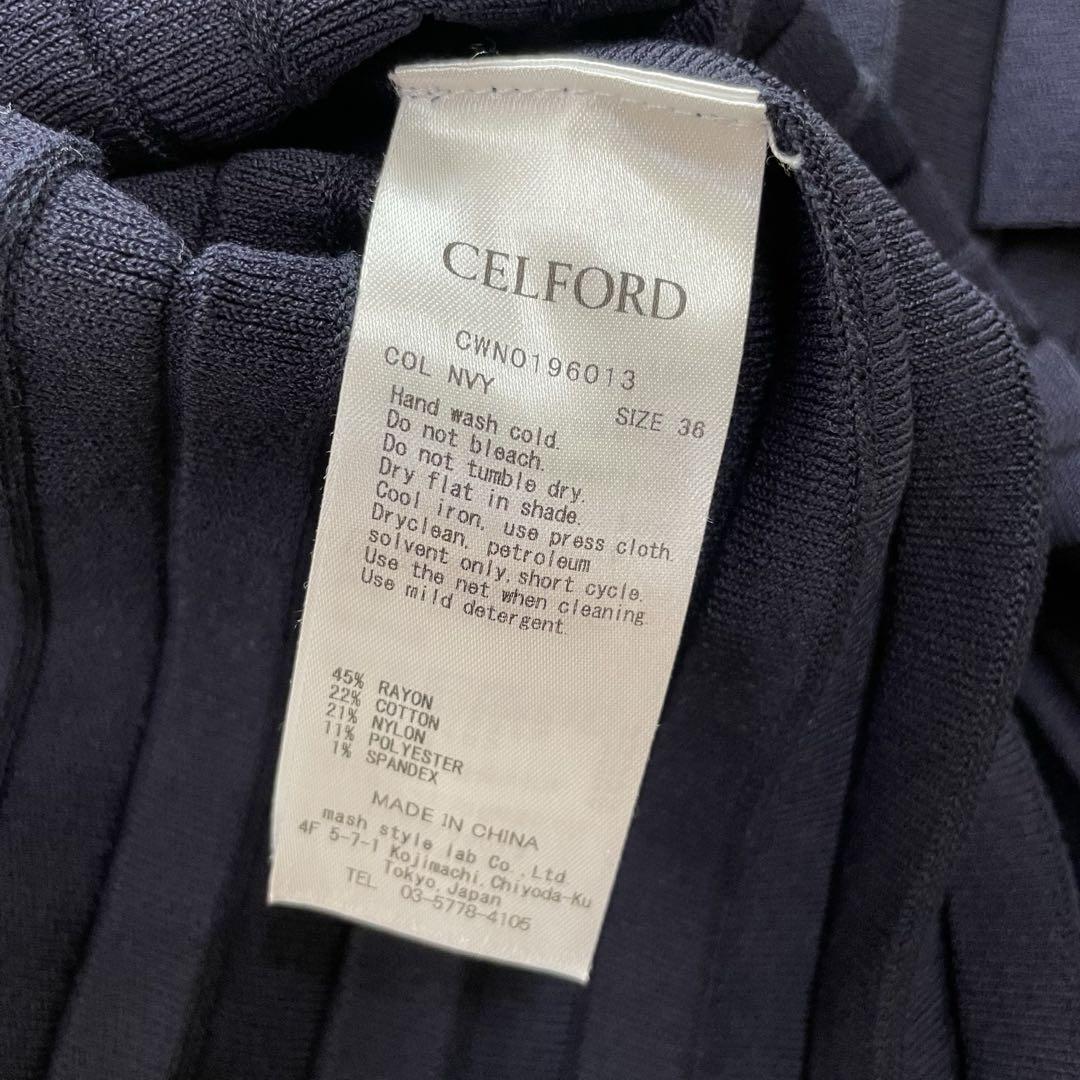 CELFORD
CWNO196013
COL NVY SIZE 36
Hand wash cold.
Do not bleach.
Do not tumble dry.
Dry flat in shade.
Cool iron, use press cloth.
Dryclean, petroleum
solvent only, short cycle.
Use the net when cleaning.
Use mild detergent.
45% RAYON
22% COTTON
21% NYLON
11% POLYESTER
1% SPANDEX
MADE IN CHINA
mash style lab Co.,Ltd
4F 5-7-1 Kojimachi,Chiyoda-Ku
Tokyo,Japan
TEL 03-5778-4105